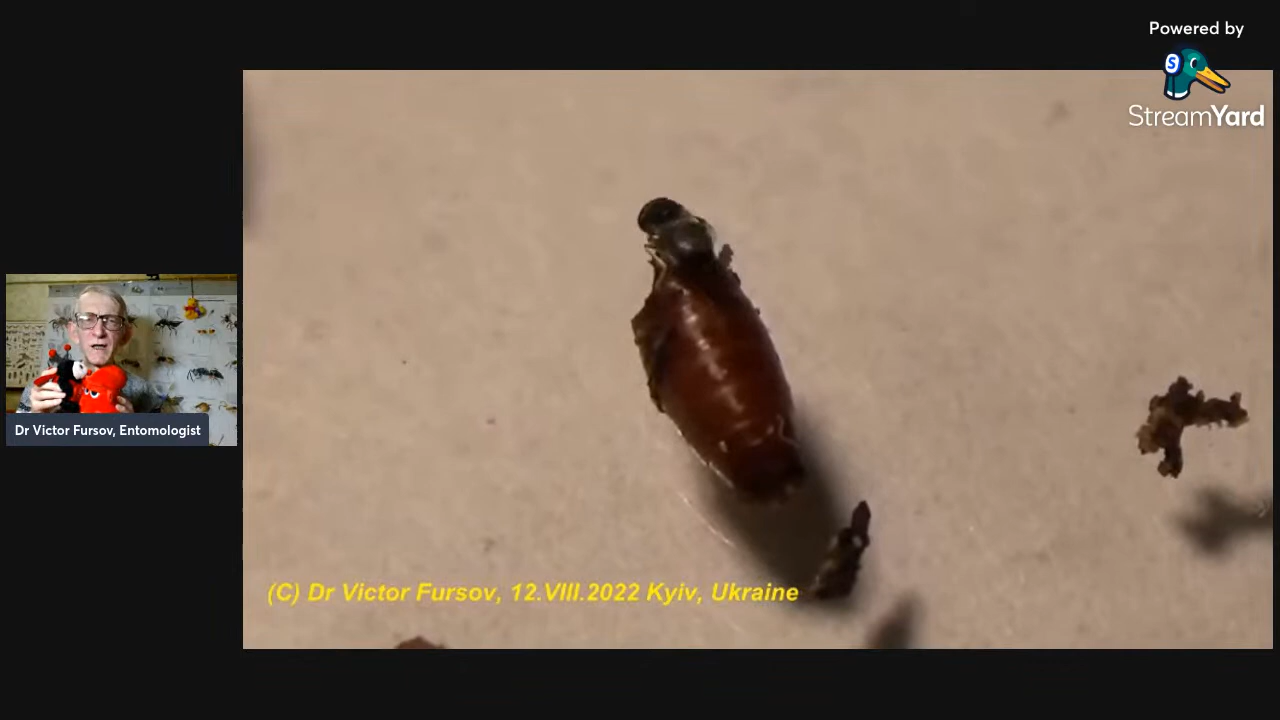 Powered by
S
StreamYard
Dr Victor Fursov, Entomologist
(C) Dr Victor Fursov, 12.VIII.2022 Kyiv, Ukraine